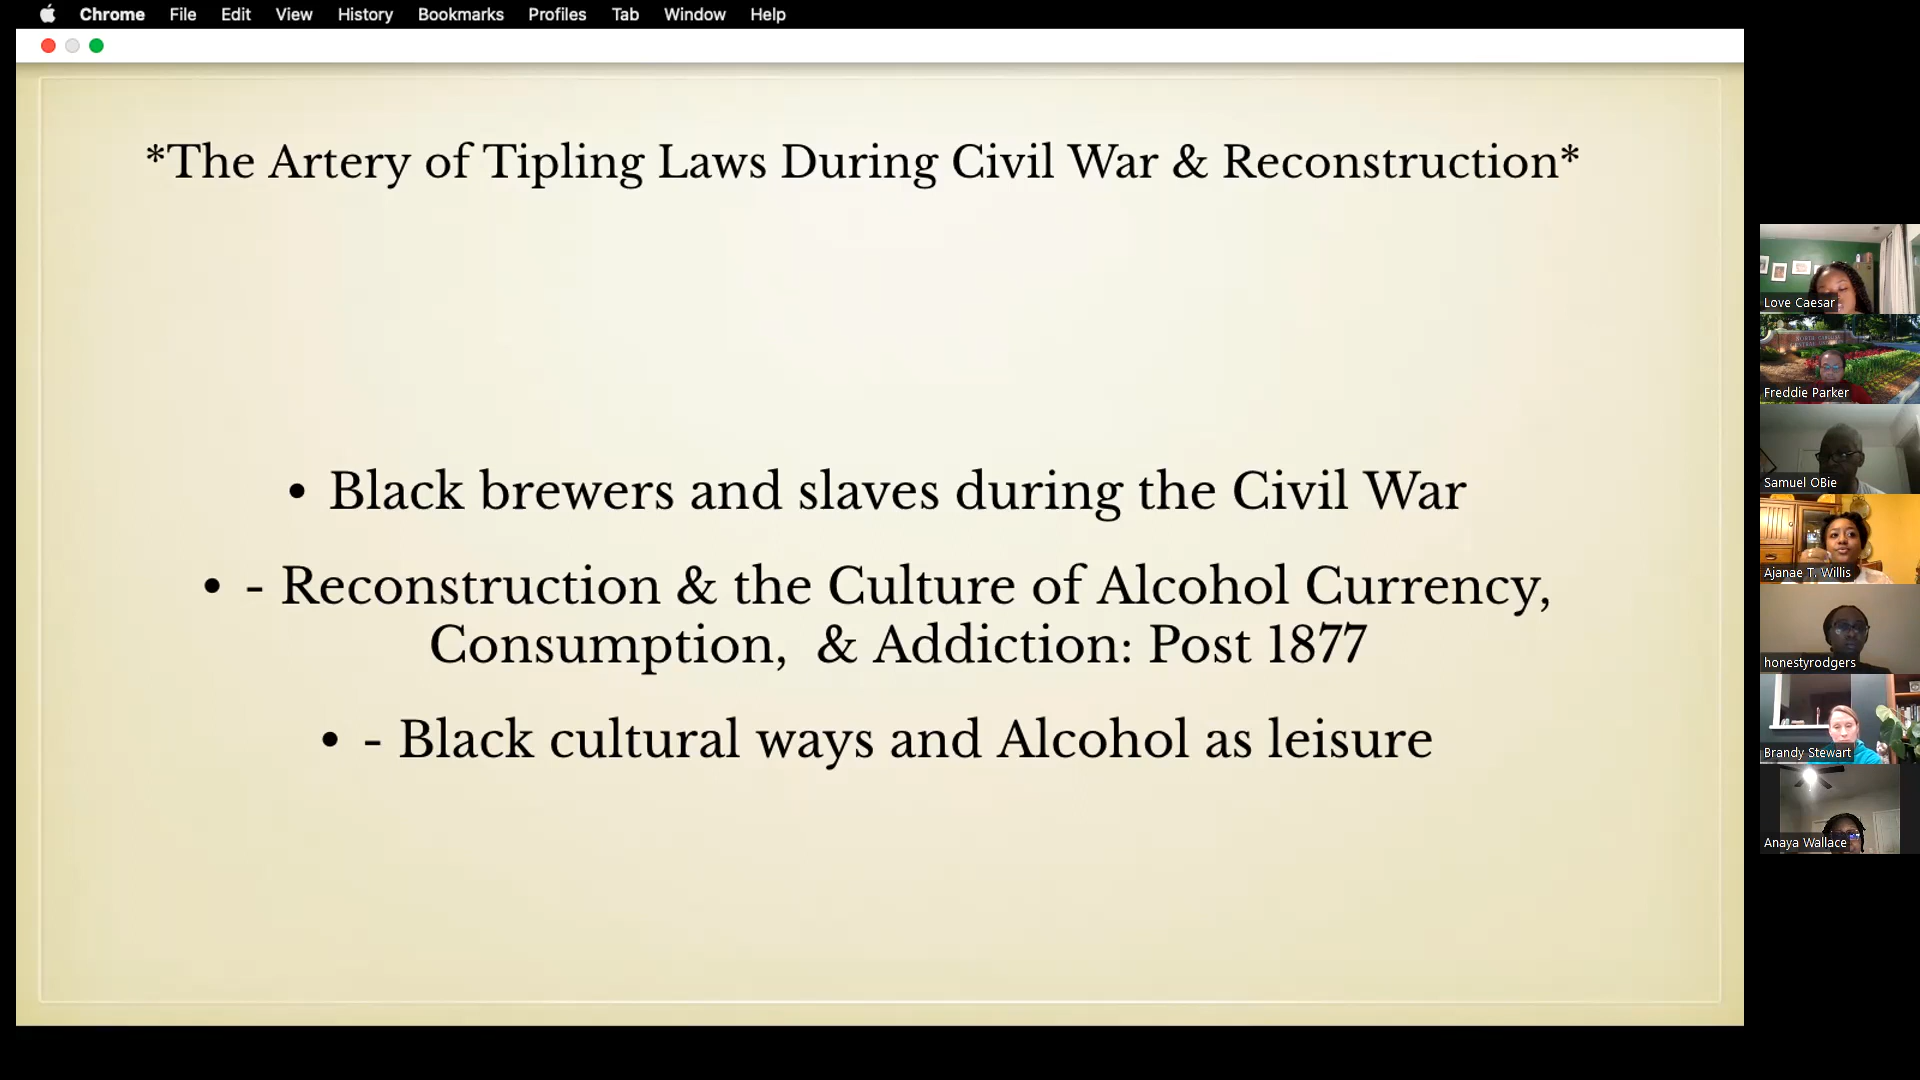 Chrome File Edit View History Bookmarks Profiles Tab Window Help
*The Artery of Tipling Laws During Civil War & Reconstruction*
• Black brewers and slaves during the Civil War
• - Reconstruction & the Culture of Alcohol Currency,
Consumption, & Addiction: Post 1877
• - Black cultural ways and Alcohol as leisure
Love Caesar
NORTH CAROLINA
CENTRAL
Freddie Parker
Samuel OBie
Ajanae T. Willis
honestyrodgers
Brandy Stewart
Anaya Wallace